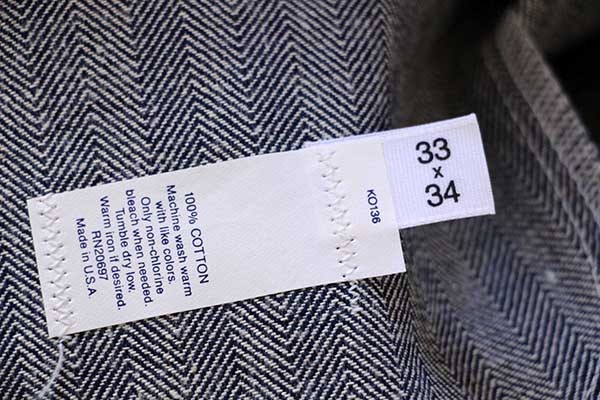 33
x
34
KO136
100% COTTON
Machine wash warm
with like colors.
Only non-chlorine
bleach when needed.
Tumble dry low.
Warm iron if desired.
RN20697
Made in U.S.A.